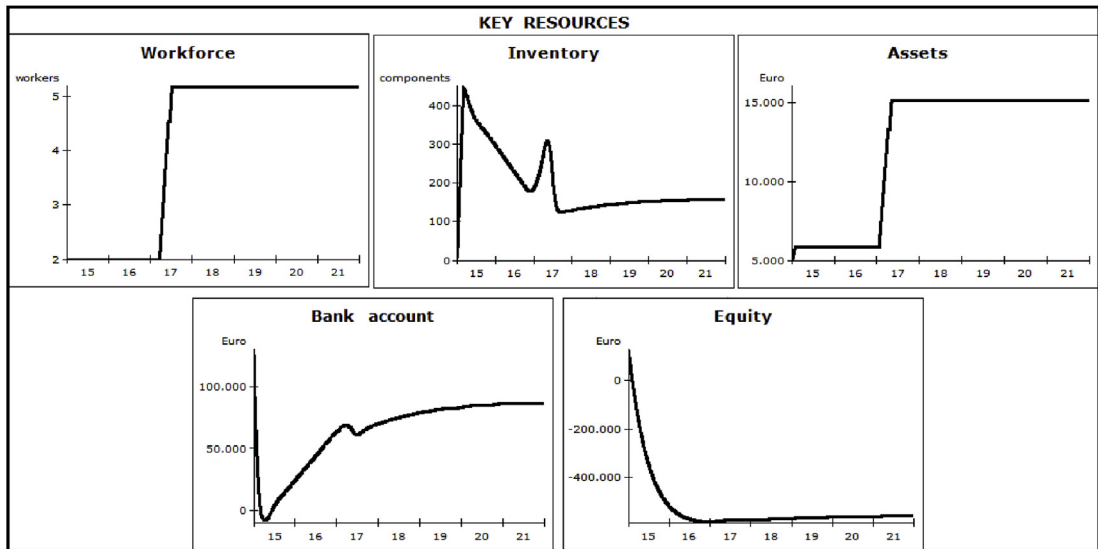 KEY RESOURCES
Workforce
workers
5
4
3
2
15 16 17 18 19 20 21
Inventory
components
400
300
200
100
0
15 16 17 18 19 20 21
Assets
Euro
15.000
10.000
5.000
15 16 17 18 19 20 21
Bank account
Euro
100.000
50.000
0
15 16 17 18 19 20 21
Equity
Euro
0
-200.000
-400.000
15 16 17 18 19 20 21